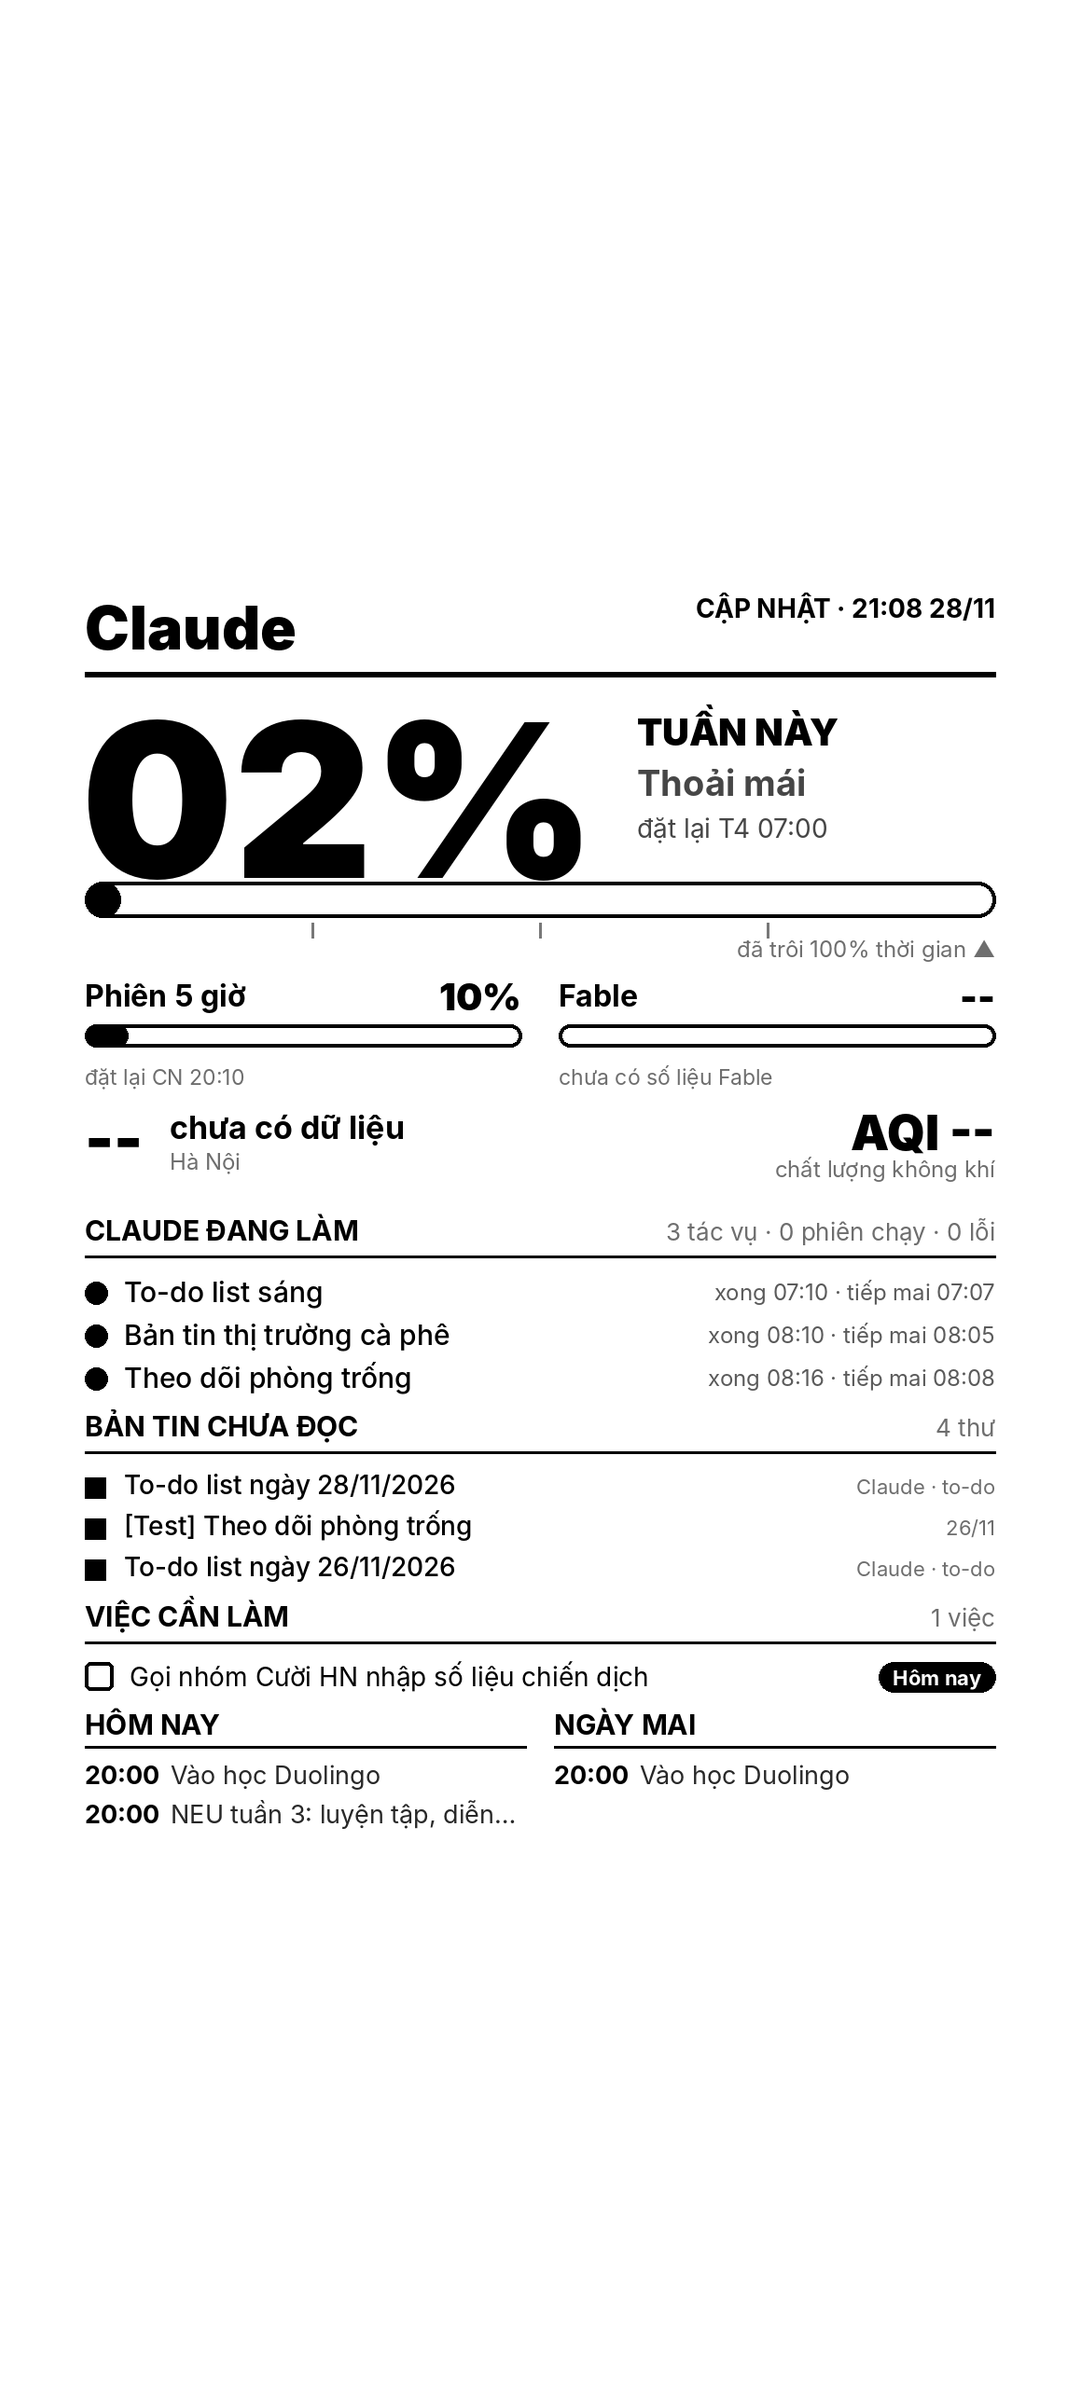 Claude
CẬP NHẬT · 21:08 28/11
02%
TUẦN NÀY
Thoải mái
đặt lại T4 07:00
đã trôi 100% thời gian ▲
Phiên 5 giờ 10%
đặt lại CN 20:10
Fable --
chưa có số liệu Fable
-- chưa có dữ liệu
Hà Nội
AQI --
chất lượng không khí
CLAUDE ĐANG LÀM 3 tác vụ · 0 phiên chạy · 0 lỗi
To-do list sáng xong 07:10 · tiếp mai 07:07
Bản tin thị trường cà phê xong 08:10 · tiếp mai 08:05
Theo dõi phòng trống xong 08:16 · tiếp mai 08:08
BẢN TIN CHƯA ĐỌC 4 thư
To-do list ngày 28/11/2026 Claude · to-do
[Test] Theo dõi phòng trống 26/11
To-do list ngày 26/11/2026 Claude · to-do
VIỆC CẦN LÀM 1 việc
Gọi nhóm Cười HN nhập số liệu chiến dịch Hôm nay
HÔM NAY
20:00 Vào học Duolingo
20:00 NEU tuần 3: luyện tập, diễn...
NGÀY MAI
20:00 Vào học Duolingo